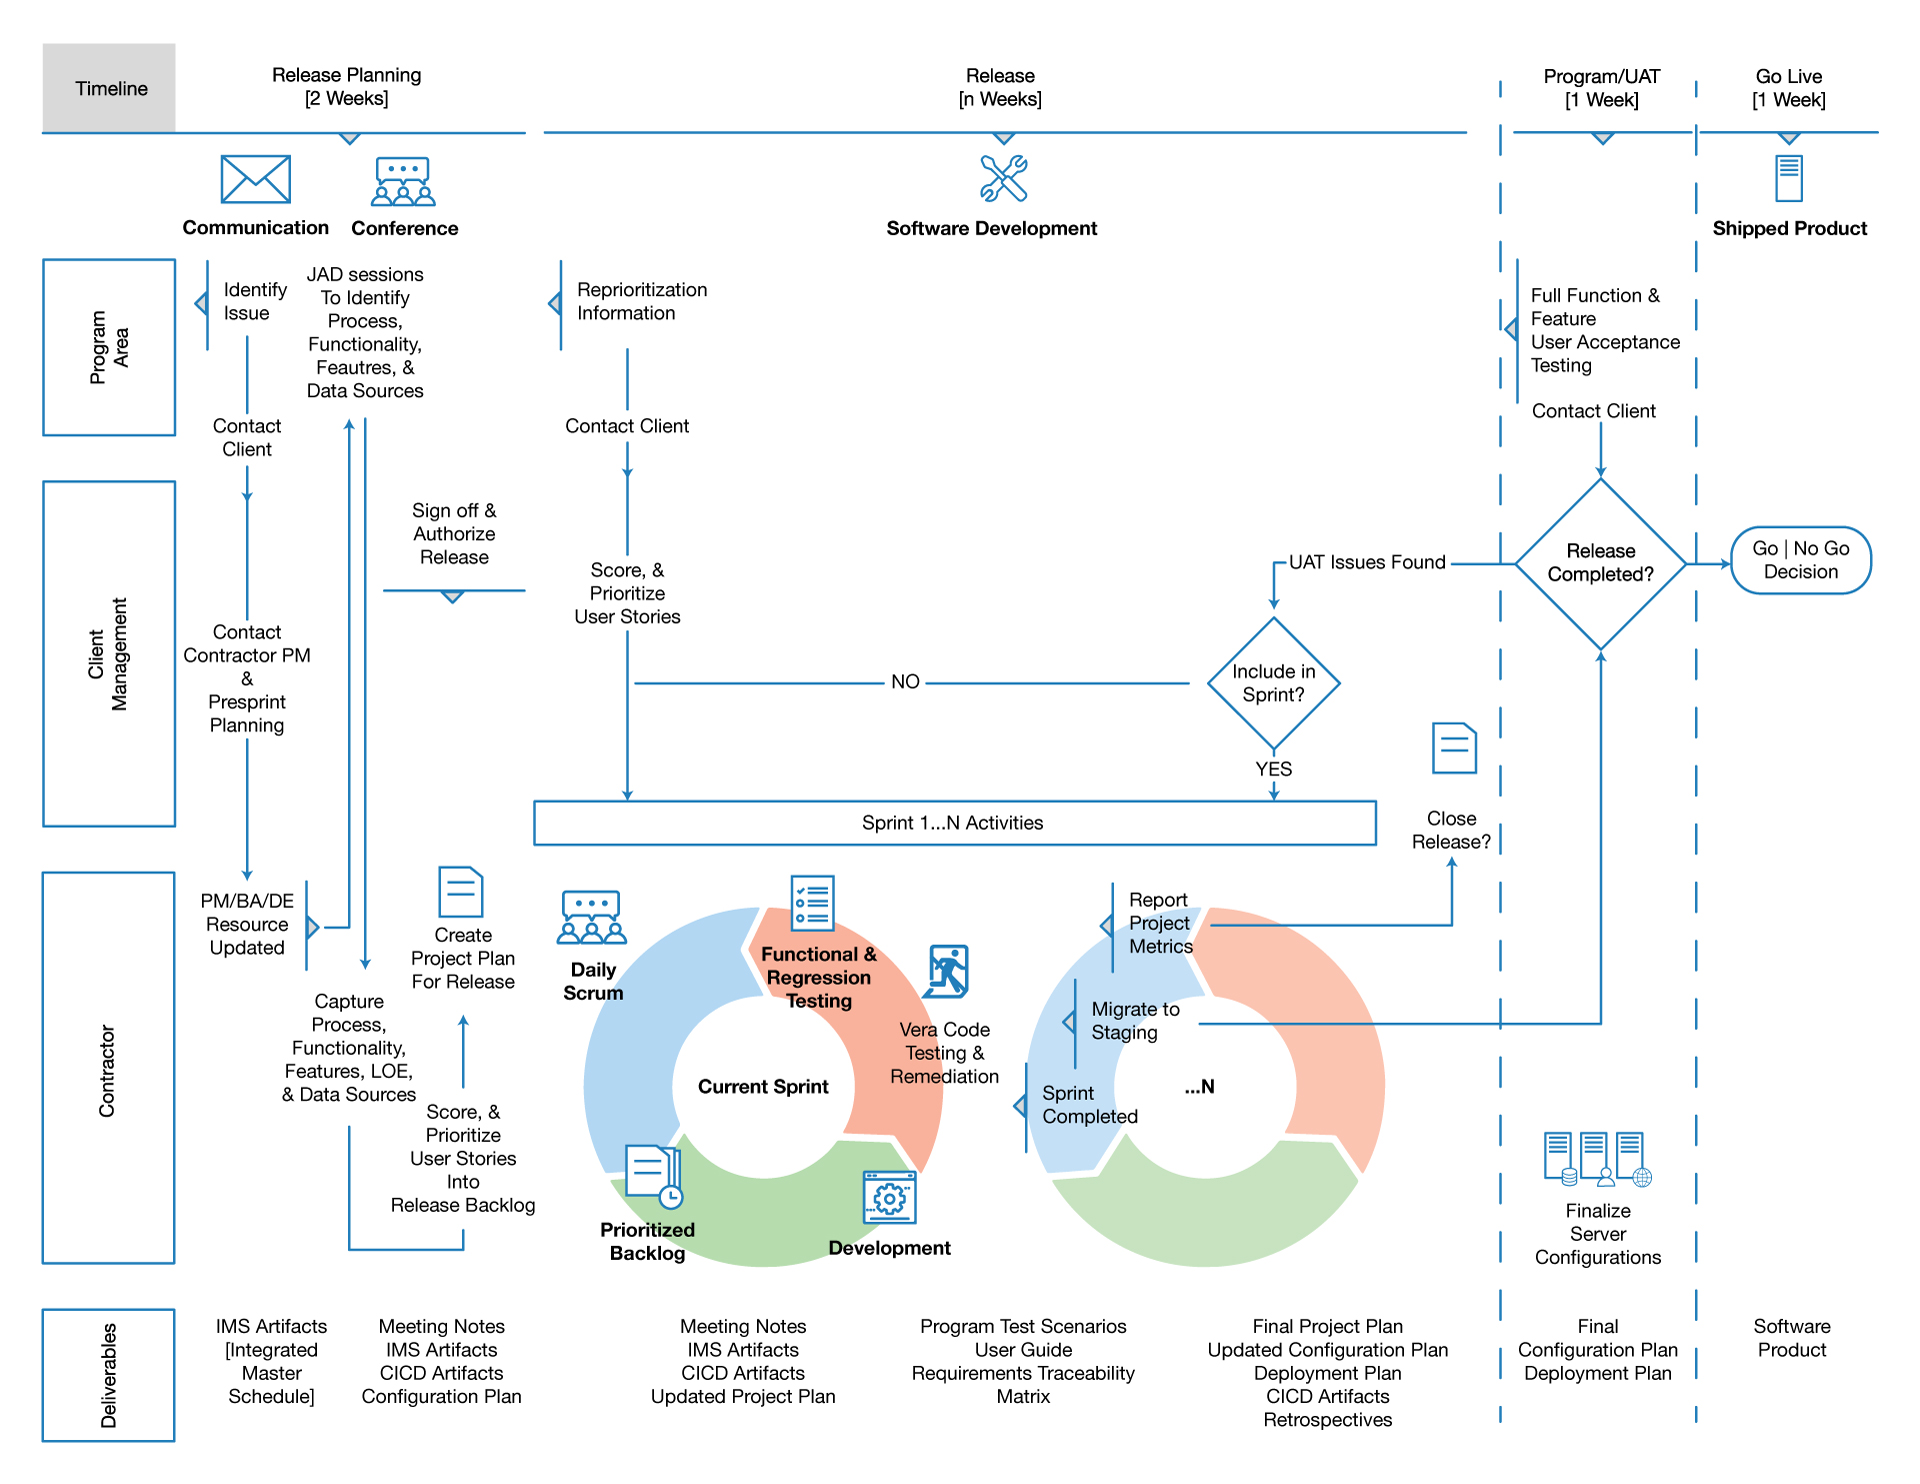 Timeline
Release Planning
[2 Weeks]
Release
[n Weeks]
Program/UAT
[1 Week]
Go Live
[1 Week]
Communication
Conference
Software Development
Shipped Product
Program
Area
Identify
Issue
Contact
Client
JAD sessions
To Identify
Process,
Functionality,
Feautres, &
Data Sources
Reprioritization
Information
Contact Client
Full Function &
Feature
User Acceptance
Testing
Contact Client
Client
Management
Contact
Contractor PM
&
Presprint
Planning
Sign off &
Authorize
Release
Score, &
Prioritize
User Stories
NO
UAT Issues Found
Include in
Sprint?
YES
Release
Completed?
Go | No Go
Decision
Sprint 1...N Activities
Close
Release?
Contractor
PM/BA/DE
Resource
Updated
Create
Project Plan
For Release
Capture
Process,
Functionality,
Features, LOE,
& Data Sources
Score, &
Prioritize
User Stories
Into
Release Backlog
Daily
Scrum
Functional &
Regression
Testing
Vera Code
Testing &
Remediation
Current Sprint
Prioritized
Backlog
Development
Report
Project
Metrics
Migrate to
Staging
Sprint
Completed
...N
Finalize
Server
Configurations
Deliverables
IMS Artifacts
[Integrated
Master
Schedule]
Meeting Notes
IMS Artifacts
CICD Artifacts
Configuration Plan
Meeting Notes
IMS Artifacts
CICD Artifacts
Updated Project Plan
Program Test Scenarios
User Guide
Requirements Traceability
Matrix
Final Project Plan
Updated Configuration Plan
Deployment Plan
CICD Artifacts
Retrospectives
Final
Configuration Plan
Deployment Plan
Software
Product